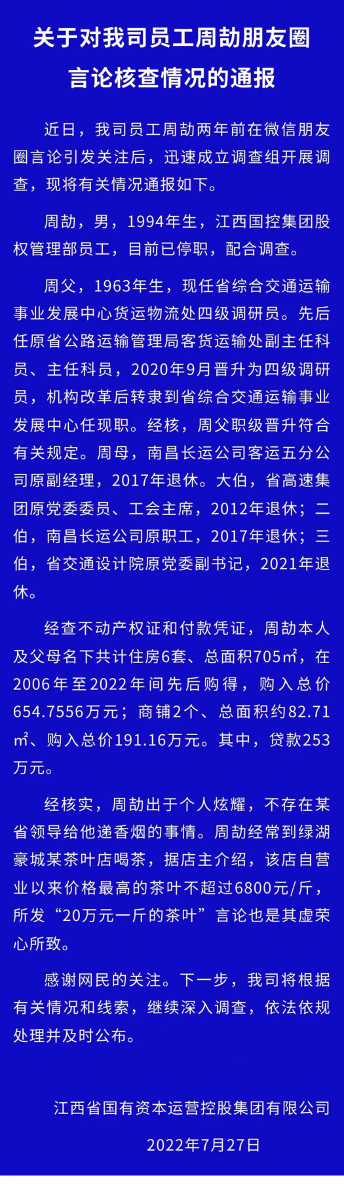 关于对我司员工周劼朋友圈
言论核查情况的通报
近日，我司员工周劼两年前在微信朋友
圈言论引发关注后，迅速成立调查组开展调
查，现将有关情况通报如下。
周劼，男，1994年生，江西国控集团股
权管理部员工，目前已停职，配合调查。
周父，1963年生，现任省综合交通运输
事业发展中心货运物流处四级调研员。先后
任原省公路运输管理局客货运输处副主任科
员、主任科员，2020年9月晋升为四级调研
员，机构改革后转隶到省综合交通运输事业
发展中心任现职。经核，周父职级晋升符合
有关规定。周母，南昌长运公司客运五分公
司原副经理，2017年退休。大伯，省高速集
团原党委委员、工会主席，2012年退休；二
伯，南昌长运公司原职工，2017年退休；三
伯，省交通设计院原党委副书记，2021年退
休。
经查不动产权证和付款凭证，周劼本人
及父母名下共计住房6套、总面积705㎡，在
2006年至2022年间先后购得，购入总价
654.7556万元；商铺2个、总面积约82.71
㎡、购入总价191.16万元。其中，贷款253
万元。
经核实，周劼出于个人炫耀，不存在某
省领导给他递香烟的事情。周劼经常到绿湖
豪城某茶叶店喝茶，据店主介绍，该店自营
业以来价格最高的茶叶不超过6800元/斤，
所发“20万元一斤的茶叶”言论也是其虚荣
心所致。
感谢网民的关注。下一步，我司将根据
有关情况和线索，继续深入调查，依法依规
处理并及时公布。
江西省国有资本运营控股集团有限公司
2022年7月27日